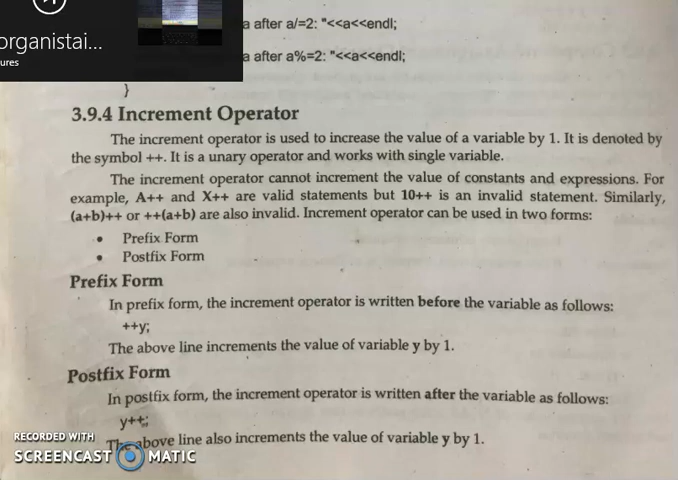 a after a/=2: "<<a<<endl;
organistai...
ures
a after a%=2: "<<a<<endl;
}
3.9.4 Increment Operator
The increment operator is used to increase the value of a variable by 1. It is denoted by
the symbol ++. It is a unary operator and works with single variable.
The increment operator cannot increment the value of constants and expressions. For
example, A++ and X++ are valid statements but 10++ is an invalid statement. Similarly,
(a+b)++ or ++(a+b) are also invalid. Increment operator can be used in two forms:
• Prefix Form
• Postfix Form
Prefix Form
In prefix form, the increment operator is written before the variable as follows:
++y;
The above line increments the value of variable y by 1.
Postfix Form
In postfix form, the increment operator is written after the variable as follows:
y++;
The above line also increments the value of variable y by 1.
RECORDED WITH
SCREENCAST MATIC